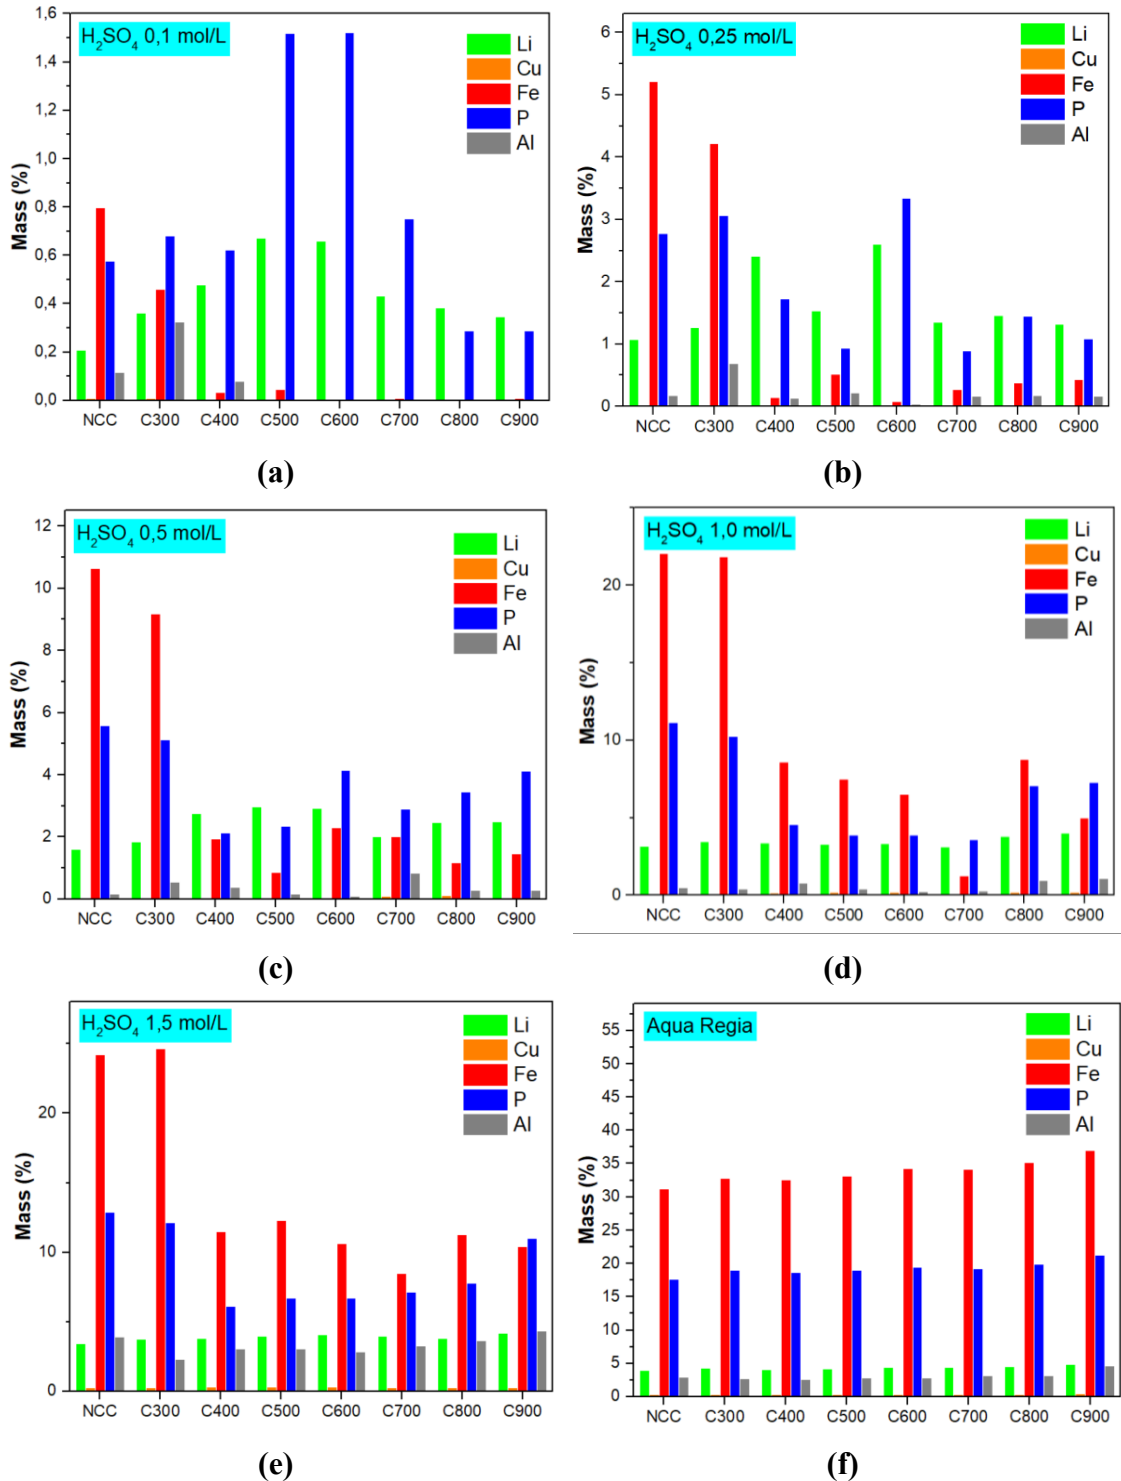 H₂SO₄ 0,1 mol/L
Li
Cu
Fe
P
Al
Mass (%)
1,6
1,4
1,2
1,0
0,8
0,6
0,4
0,2
0,0
NCC C300 C400 C500 C600 C700 C800 C900
(a)
H₂SO₄ 0,25 mol/L
Li
Cu
Fe
P
Al
Mass (%)
6
5
4
3
2
1
0
NCC C300 C400 C500 C600 C700 C800 C900
(b)
H₂SO₄ 0,5 mol/L
Li
Cu
Fe
P
Al
Mass (%)
12
10
8
6
4
2
0
NCC C300 C400 C500 C600 C700 C800 C900
(c)
H₂SO₄ 1,0 mol/L
Li
Cu
Fe
P
Al
Mass (%)
20
10
0
NCC C300 C400 C500 C600 C700 C800 C900
(d)
H₂SO₄ 1,5 mol/L
Li
Cu
Fe
P
Al
Mass (%)
20
10
0
NCC C300 C400 C500 C600 C700 C800 C900
(e)
Aqua Regia
Li
Cu
Fe
P
Al
Mass (%)
55
50
45
40
35
30
25
20
15
10
5
0
NCC C300 C400 C500 C600 C700 C800 C900
(f)